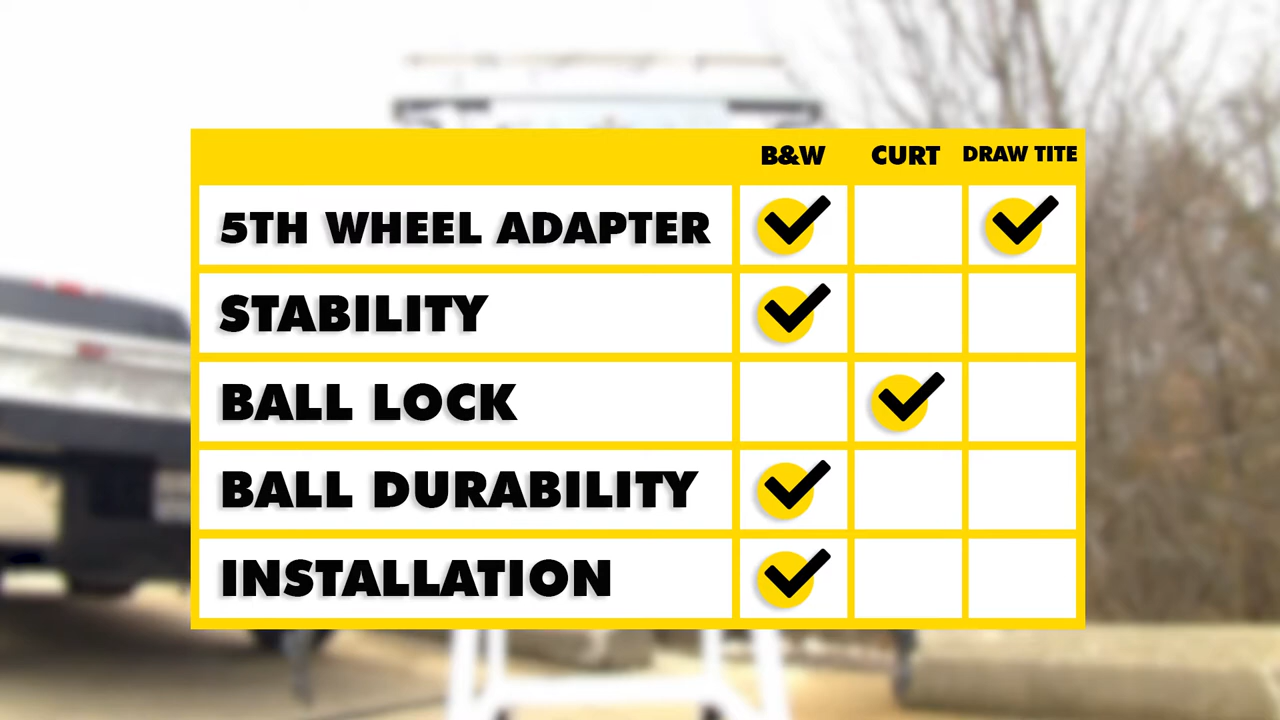 B&W CURT DRAW TITE
5TH WHEEL ADAPTER
STABILITY
BALL LOCK
BALL DURABILITY
INSTALLATION